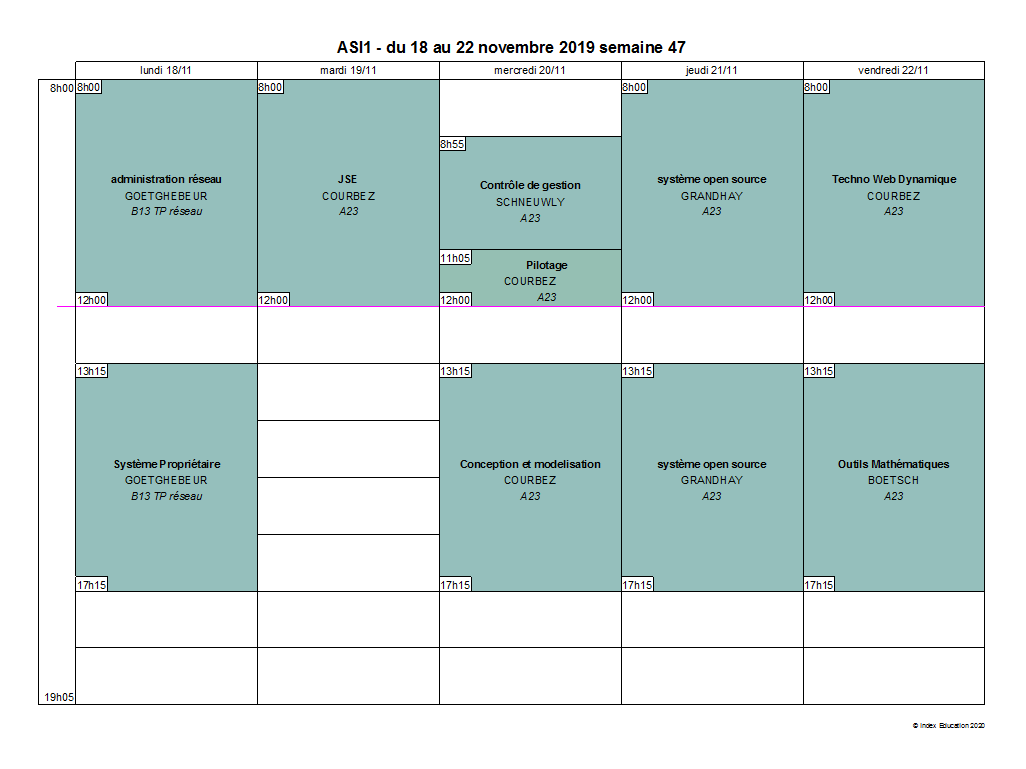 ASI1 - du 18 au 22 novembre 2019 semaine 47
lundi 18/11
mardi 19/11
mercredi 20/11
jeudi 21/11
vendredi 22/11
8h00
8h00
administration réseau
GOETGHEBEUR
B13 TP réseau
12h00
8h00
JSE
COURBEZ
A23
12h00
8h55
Contrôle de gestion
SCHNEUWLY
A23
11h05
Pilotage
COURBEZ
A23
12h00
8h00
système open source
GRANDHAY
A23
12h00
8h00
Techno Web Dynamique
COURBEZ
A23
12h00
13h15
Système Propriétaire
GOETGHEBEUR
B13 TP réseau
17h15
13h15
Conception et modelisation
COURBEZ
A23
17h15
13h15
système open source
GRANDHAY
A23
17h15
13h15
Outils Mathématiques
BOETSCH
A23
17h15
19h05
© Index Education 2020